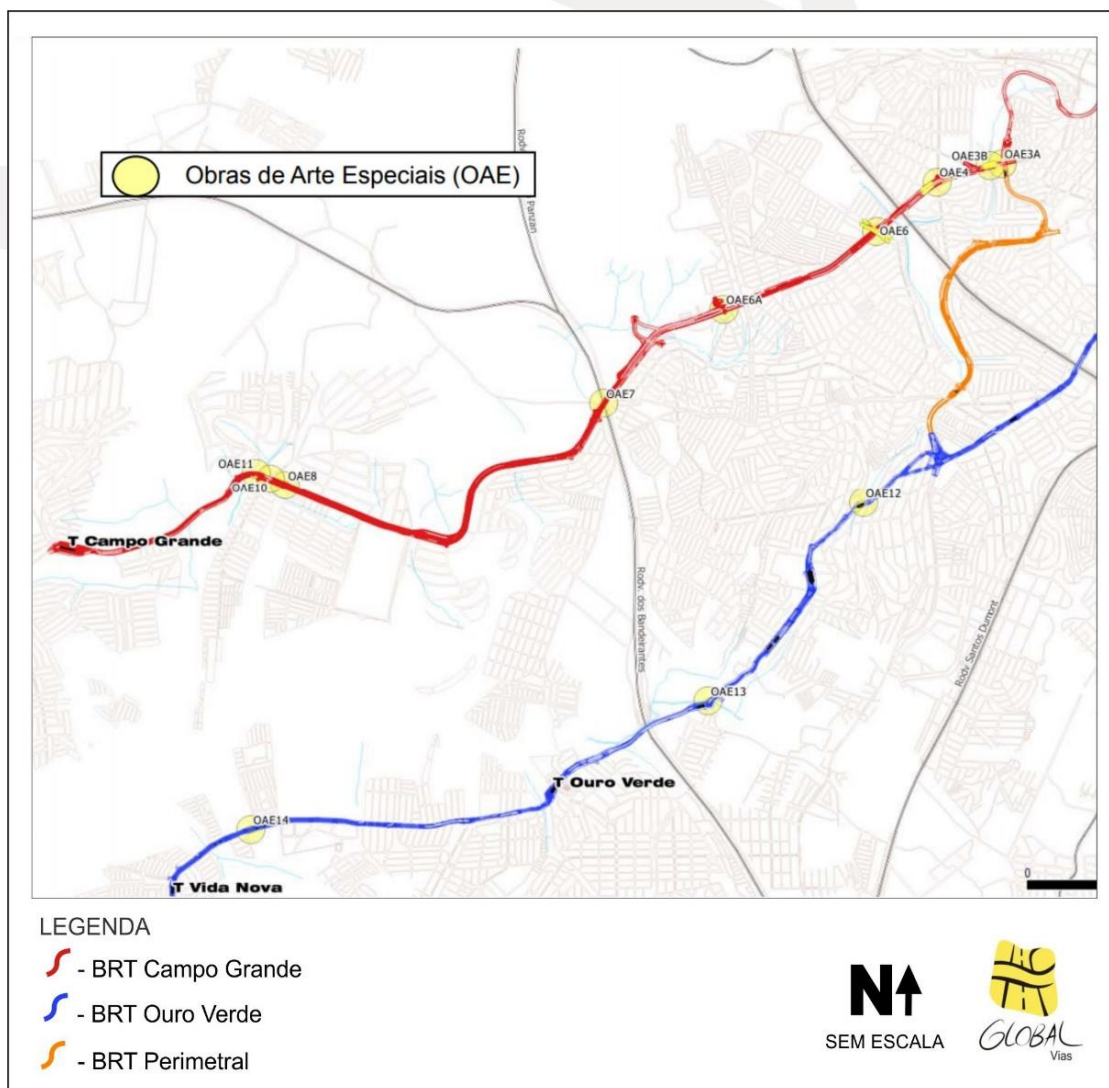 Obras de Arte Especiais (OAE)
Panzan
OAE3B
OAE3A
OAE4
OAE6
OAE6A
OAE7
OAE11
OAE10
OAE8
T Campo Grande
OAE12
Rodv. dos Bandeirantes
Rodv Santos Dumont
OAE13
T Ouro Verde
OAE14
T Vida Nova
0
LEGENDA
- BRT Campo Grande
- BRT Ouro Verde
- BRT Perimetral
N
SEM ESCALA
GLOBAL
Vias